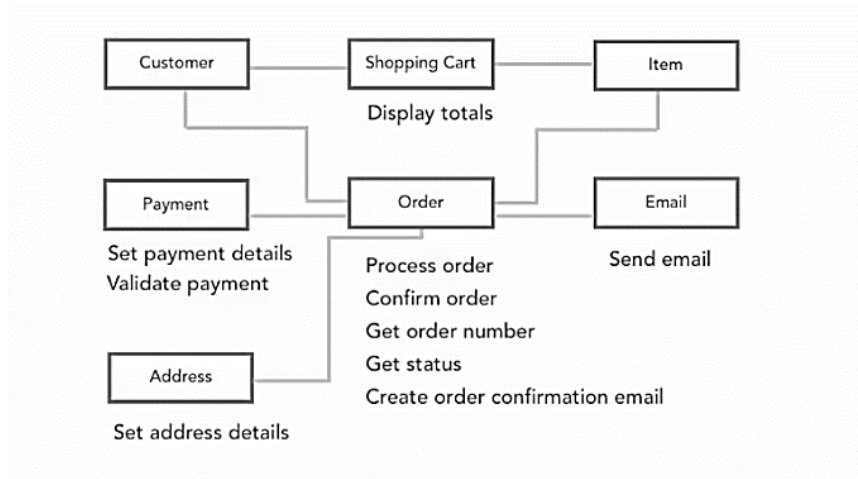 Customer
Shopping Cart
Item
Display totals
Payment
Order
Email
Set payment details
Validate payment
Process order
Confirm order
Get order number
Get status
Create order confirmation email
Send email
Address
Set address details